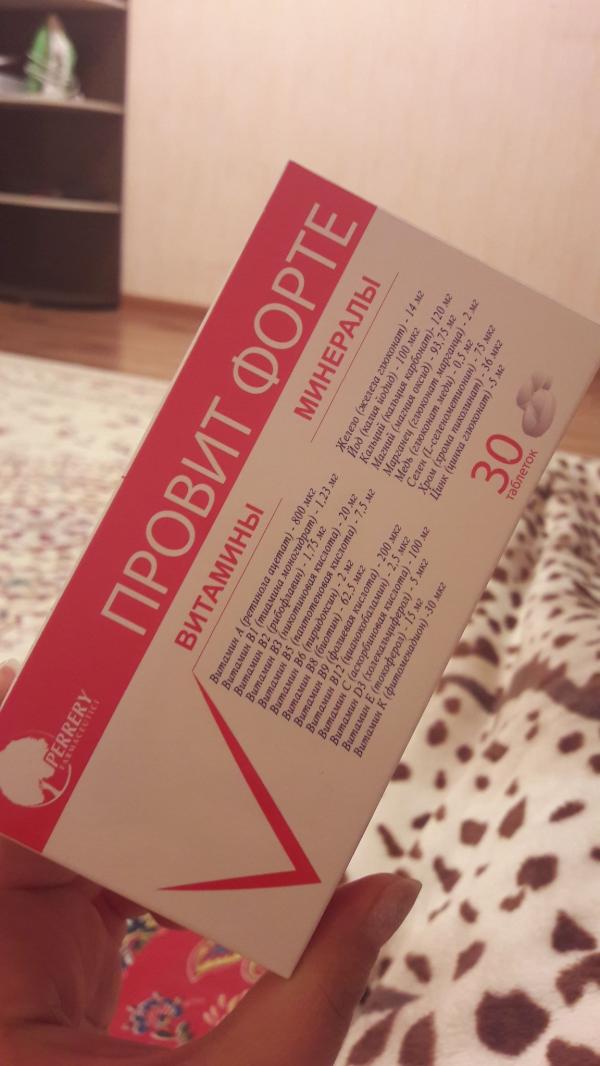 ПРОВИТ ФОРТЕ
PERRERY
FARMACEUTICI
ВИТАМИНЫ
Витамин А (ретинола ацетат) - 800 мкг
Витамин В1 (тиамина моногидрат) - 1.23 мг
Витамин В2 (рибофлавин) - 1.75 мг
Витамин В3 (никотиновая кислота) - 20 мг
Витамин В5 (пантотеновая кислота) - 7,5 мг
Витамин В6 (пиридоксин) - 2 мг
Витамин В8 (биотин) - 62.5 мкг
Витамин В9 (фолиевая кислота) - 200 мкг
Витамин В12 (цианокобаламин) - 2,5 мкг
Витамин С (аскорбиновая кислота) - 100 мг
Витамин D3 (холекальциферол) - 5 мкг
Витамин Е (токоферол) - 15 мг
Витамин К (фитоменадион) -30 мкг
МИНЕРАЛЫ
Железо (железа глюконат) - 14 мг
Йод (калия йодид) - 100 мкг
Кальций (кальция карбонат)- 120 мг
Магний (магния оксид) - 93.75 мг
Марганец (глюконат марганца) - 2 мг
Медь (глюконат меди) - 0,5 мг
Селен (L-селенометионин) - 75 мкг
Хром (хрома пиколинат) - 36 мкг
Цинк (цинка глюконат) -5 мг
30
таблеток